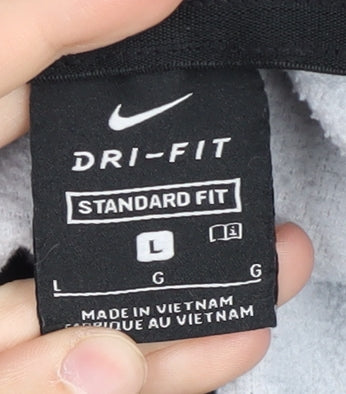 DRI-FIT
STANDARD FIT
L
L G G
MADE IN VIETNAM
FABRIQUE AU VIETNAM